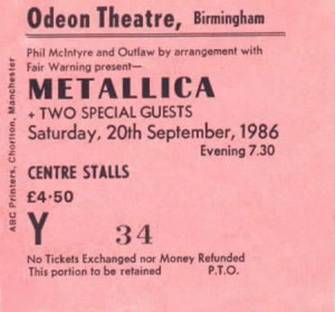 Odeon Theatre, Birmingham
Phil McIntyre and Outlaw by arrangement with
Fair Warning present—
METALLICA
+ TWO SPECIAL GUESTS
Saturday, 20th September, 1986
Evening 7.30
CENTRE STALLS
£4·50
Y 34
No Tickets Exchanged nor Money Refunded
This portion to be retained P.T.O.
ABC Printers, Chorlton, Manchester